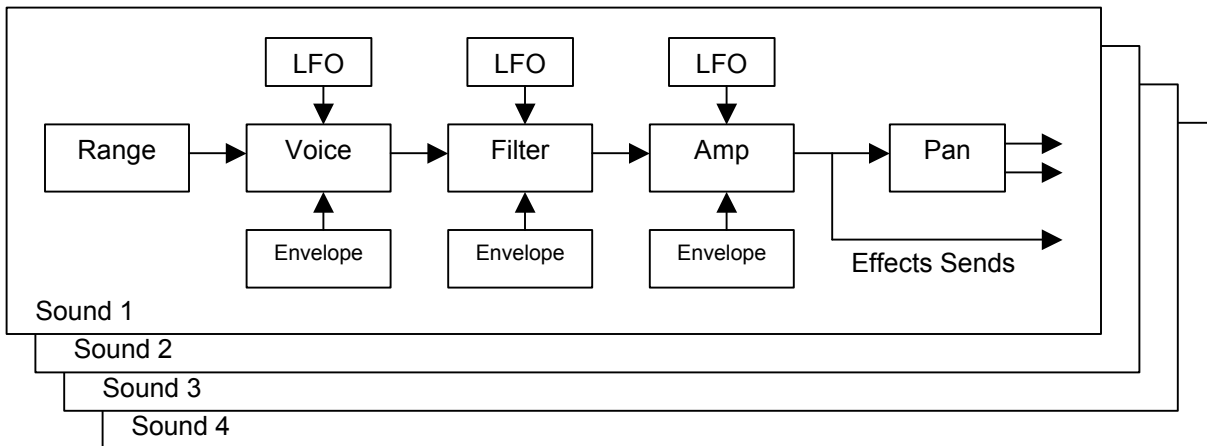 LFO LFO LFO
Range Voice Filter Amp Pan
Envelope Envelope Envelope
Effects Sends
Sound 1
Sound 2
Sound 3
Sound 4